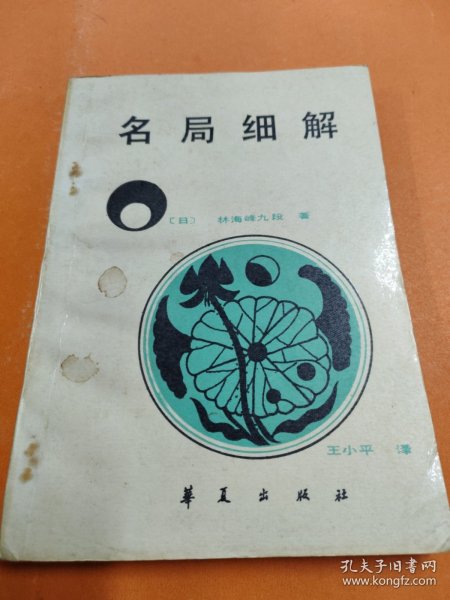 名局细解
〔日〕 林海峰九段 著
王小平 译
华夏出版社
孔夫子旧书网
www.kongfz.com